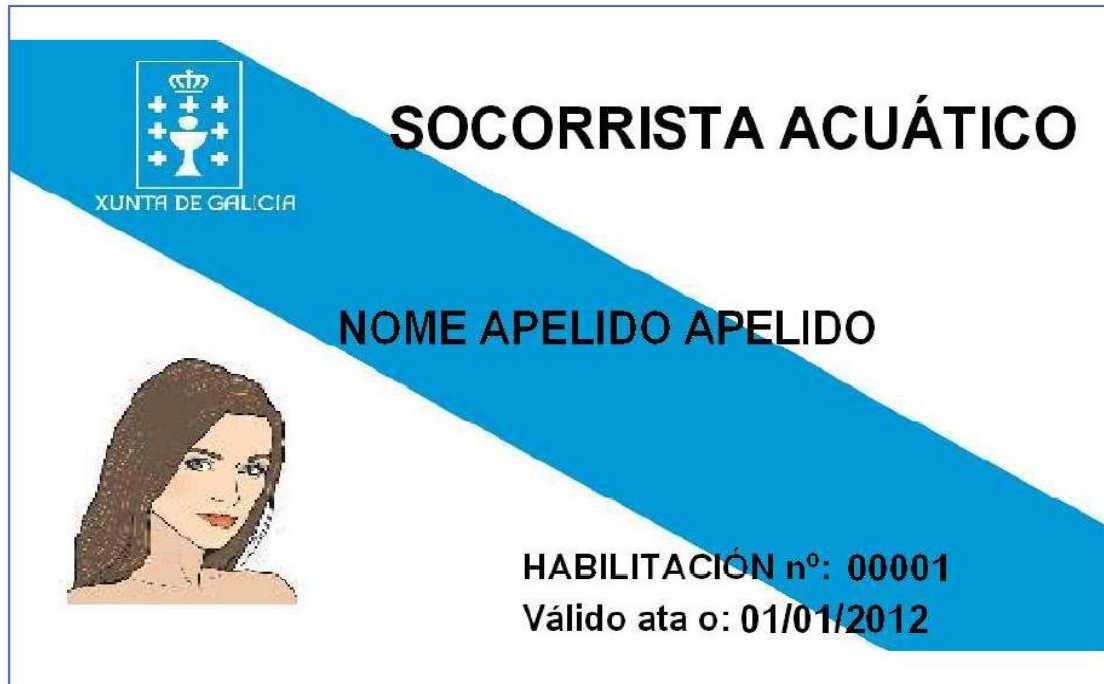 SOCORRISTA ACUÁTICO
XUNTA DE GALICIA
NOME APELIDO APELIDO
HABILITACIÓN nº: 00001
Válido ata o: 01/01/2012